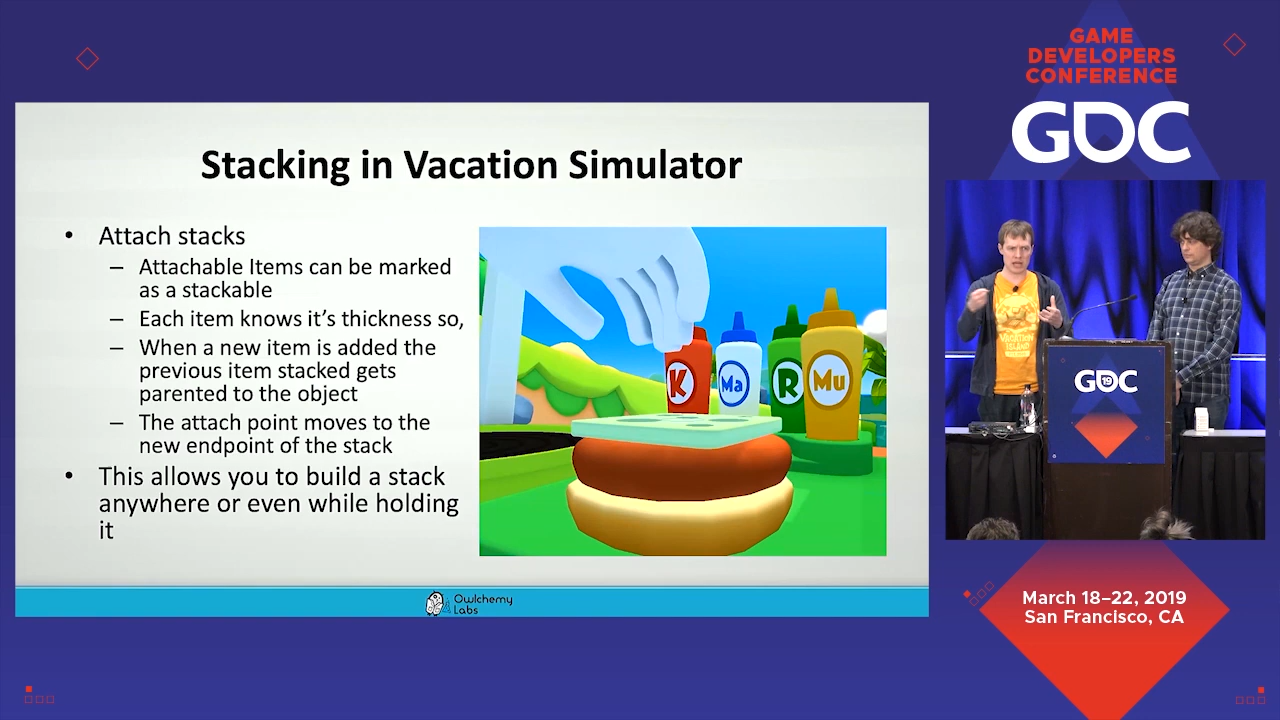 GAME
DEVELOPERS
CONFERENCE
GDC
Stacking in Vacation Simulator
• Attach stacks
– Attachable Items can be marked
as a stackable
– Each item knows it's thickness so,
– When a new item is added the
previous item stacked gets
parented to the object
– The attach point moves to the
new endpoint of the stack
• This allows you to build a stack
anywhere or even while holding
it
K
Ma
R
Mu
Owlchemy
Labs
VACATION
ISLAND
GDC
19
March 18–22, 2019
San Francisco, CA